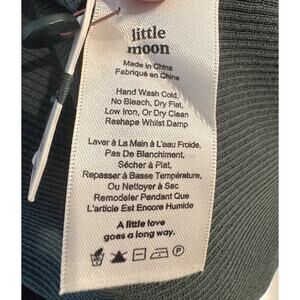 little
moon
Made in China
Fabriqué en Chine
Hand Wash Cold,
No Bleach, Dry Flat,
Low Iron, Or Dry Clean
Reshape Whilst Damp
Laver à La Main à L'eau Froide,
Pas De Blanchiment,
Sécher à Plat,
Repasser à Basse Température,
Ou Nettoyer à Sec
Remodeler Pendant Que
L'article Est Encore Humide
A little love
goes a long way.
P